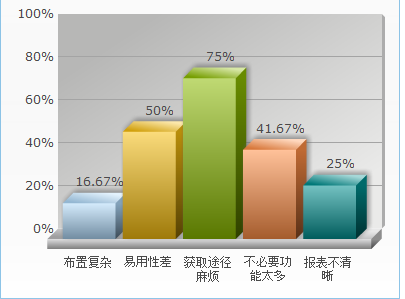 100%
80%
60%
40%
20%
0%
16.67%
50%
75%
41.67%
25%
布置复杂
易用性差
获取途径
麻烦
不必要功
能太多
报表不清
晰